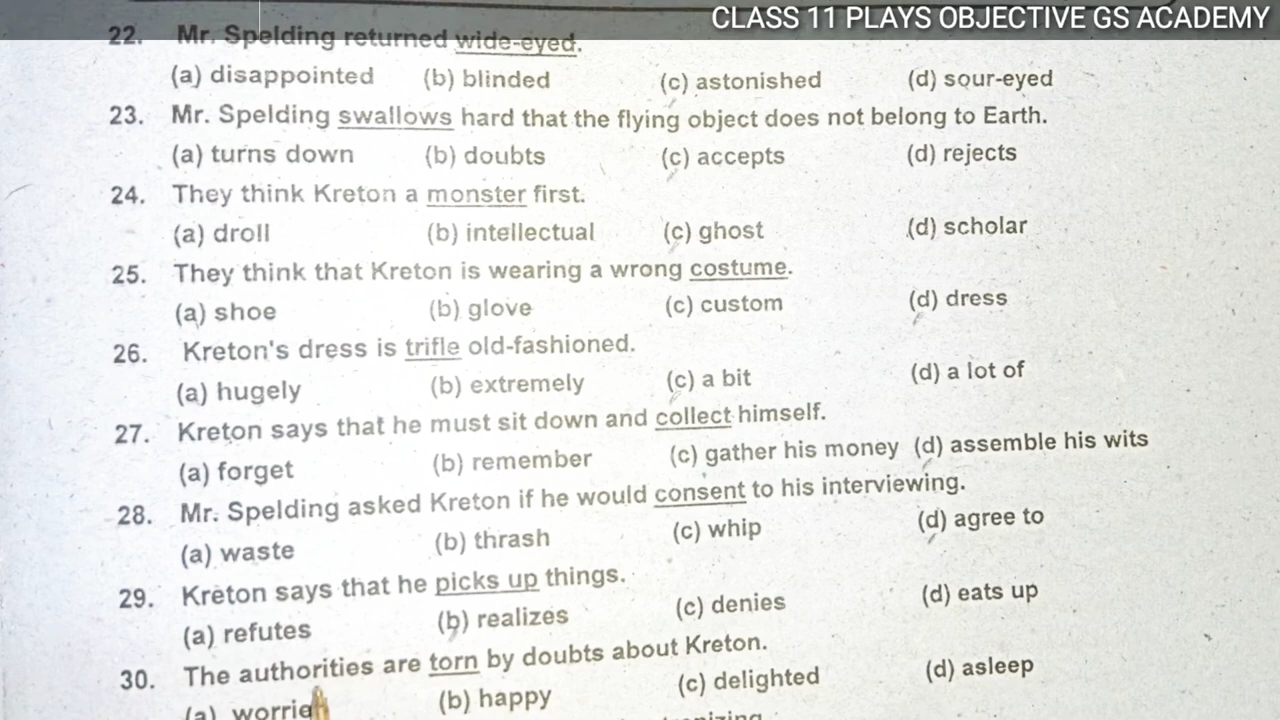 CLASS 11 PLAYS OBJECTIVE GS ACADEMY
22. Mr. Spelding returned wide-eyed.
(a) disappointed (b) blinded (c) astonished (d) sour-eyed
23. Mr. Spelding swallows hard that the flying object does not belong to Earth.
(a) turns down (b) doubts (c) accepts (d) rejects
24. They think Kreton a monster first.
(a) droll (b) intellectual (c) ghost (d) scholar
25. They think that Kreton is wearing a wrong costume.
(a) shoe (b) glove (c) custom (d) dress
26. Kreton's dress is trifle old-fashioned.
(a) hugely (b) extremely (c) a bit (d) a lot of
27. Kreton says that he must sit down and collect himself.
(a) forget (b) remember (c) gather his money (d) assemble his wits
28. Mr. Spelding asked Kreton if he would consent to his interviewing.
(a) waste (b) thrash (c) whip (d) agree to
29. Kreton says that he picks up things.
(a) refutes (b) realizes (c) denies (d) eats up
30. The authorities are torn by doubts about Kreton.
(a) (b) happy (c) delighted (d) asleep